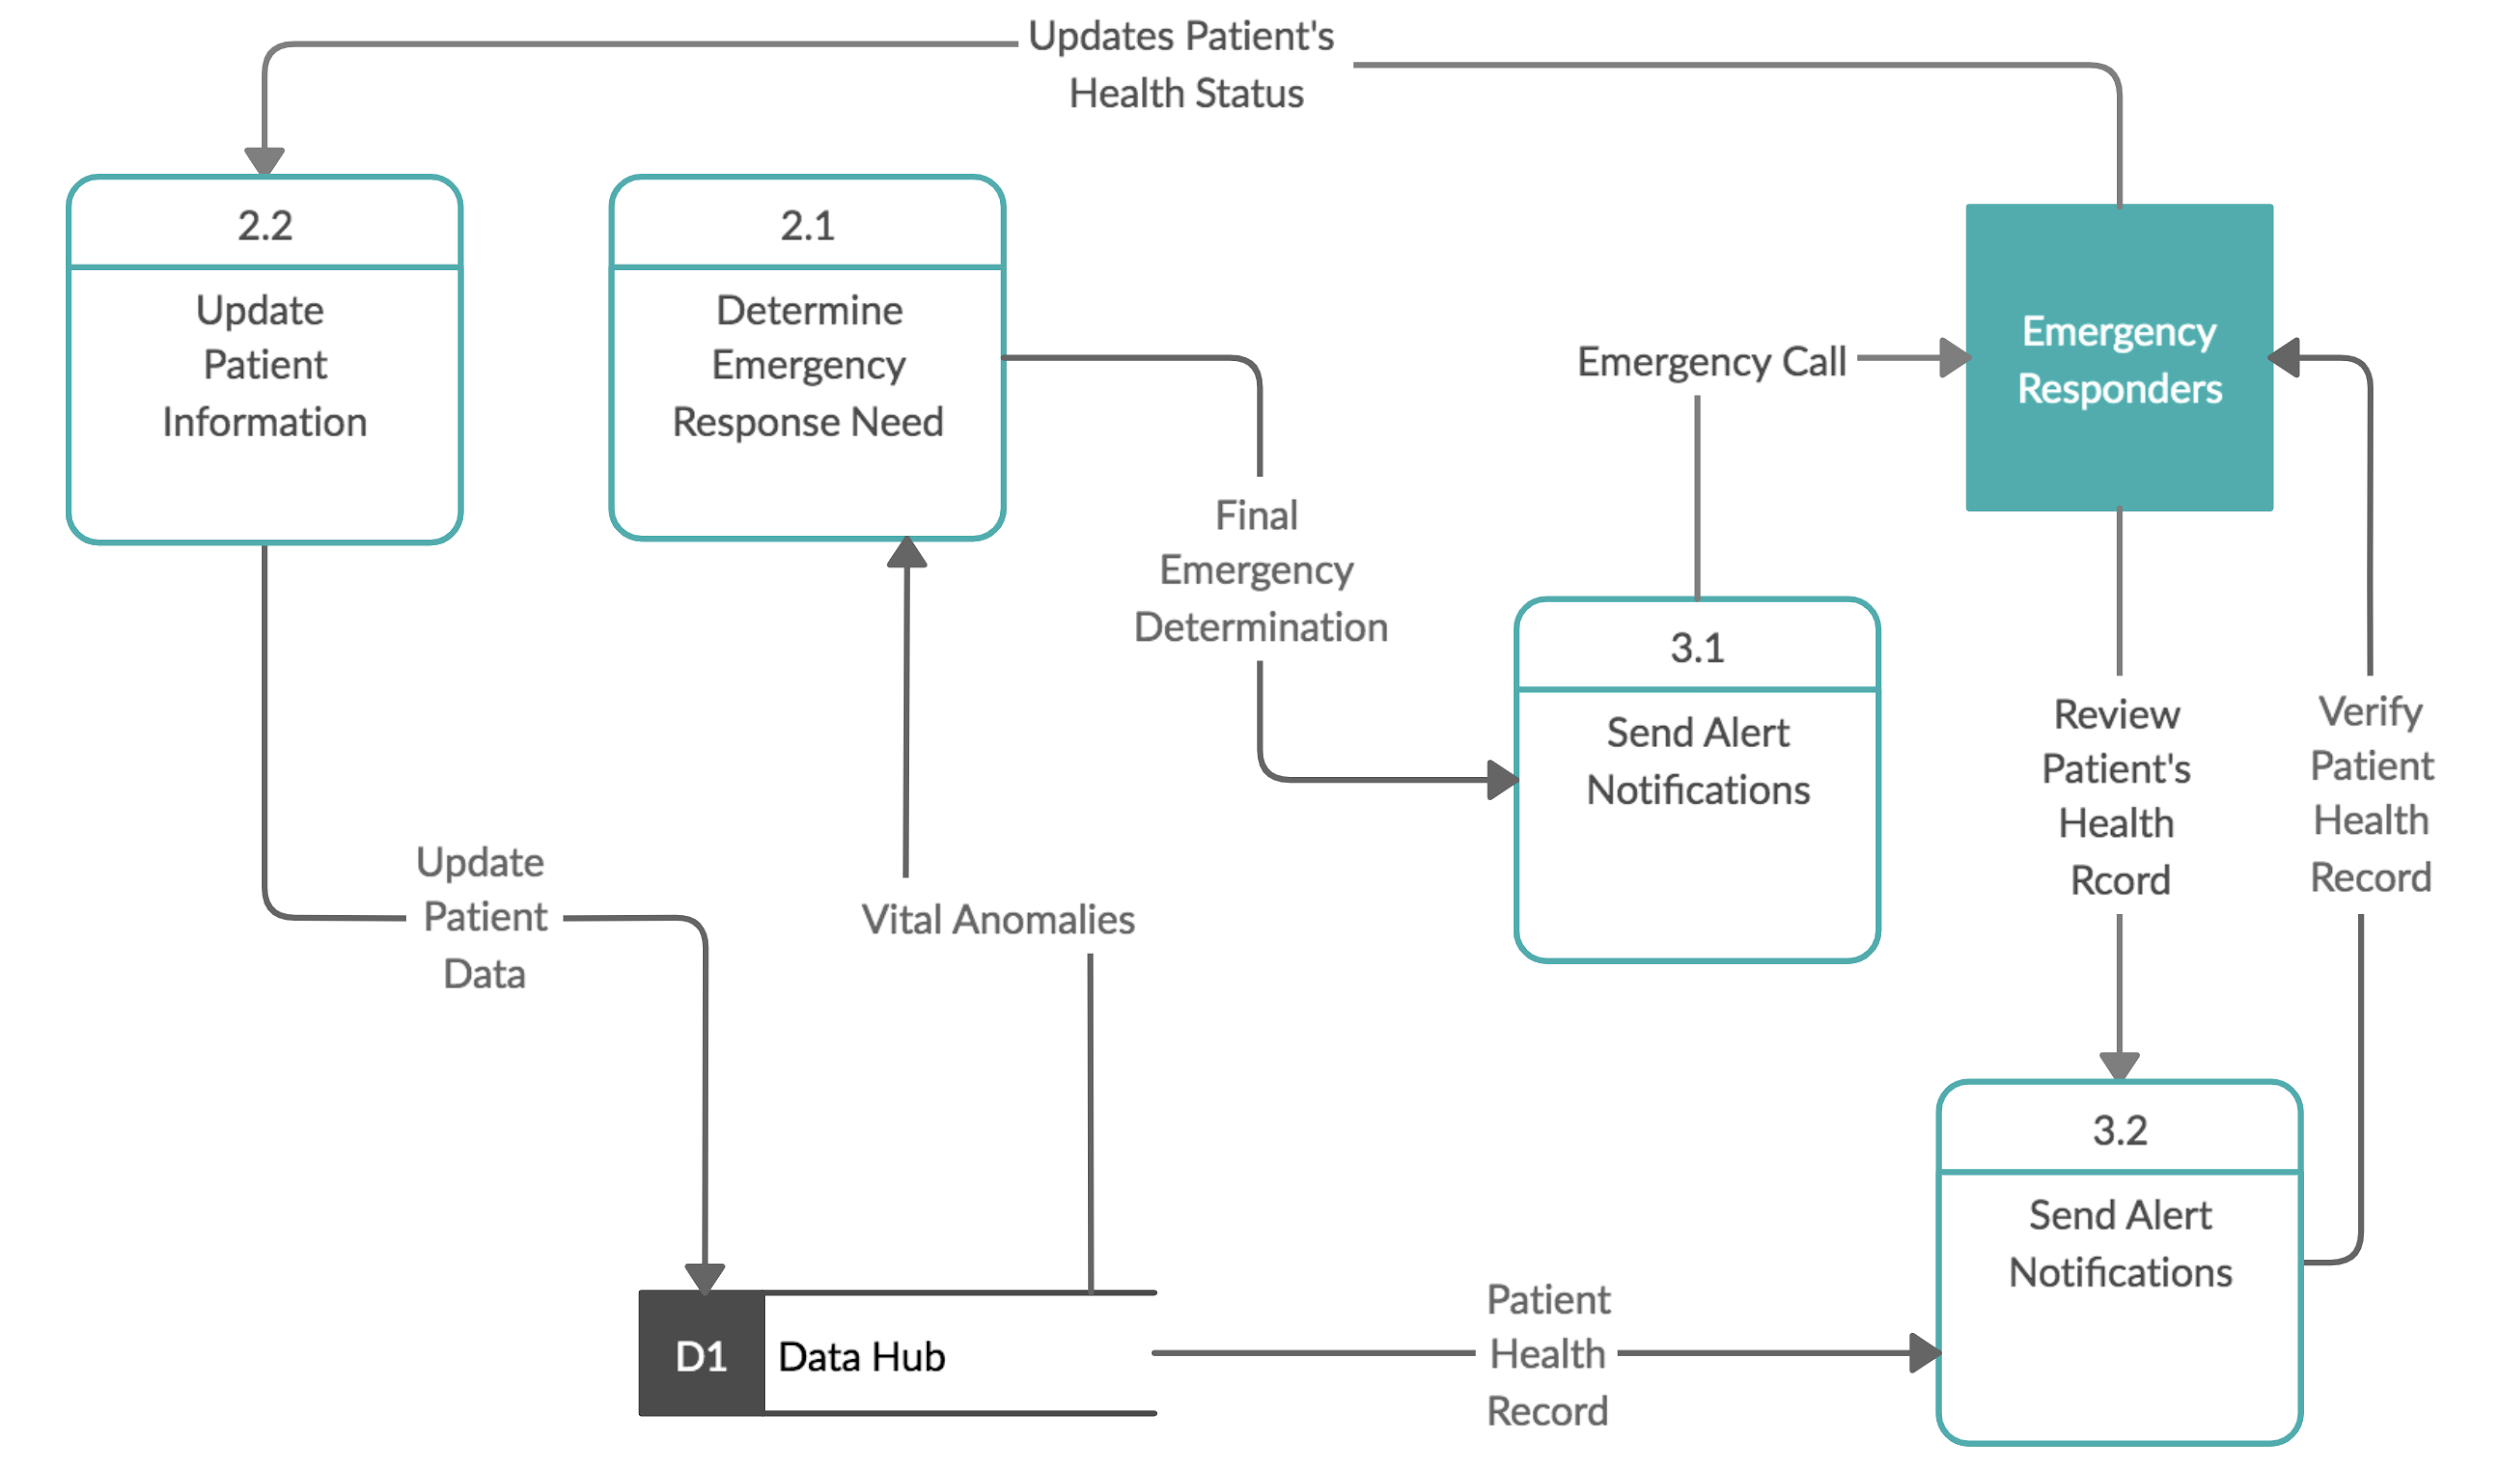 Updates Patient's
Health Status
2.2
Update
Patient
Information
2.1
Determine
Emergency
Response Need
Emergency Call
Emergency
Responders
Final
Emergency
Determination
3.1
Send Alert
Notifications
Review
Patient's
Health
Rcord
Verify
Patient
Health
Record
Update
Patient
Data
Vital Anomalies
3.2
Send Alert
Notifications
D1
Data Hub
Patient
Health
Record